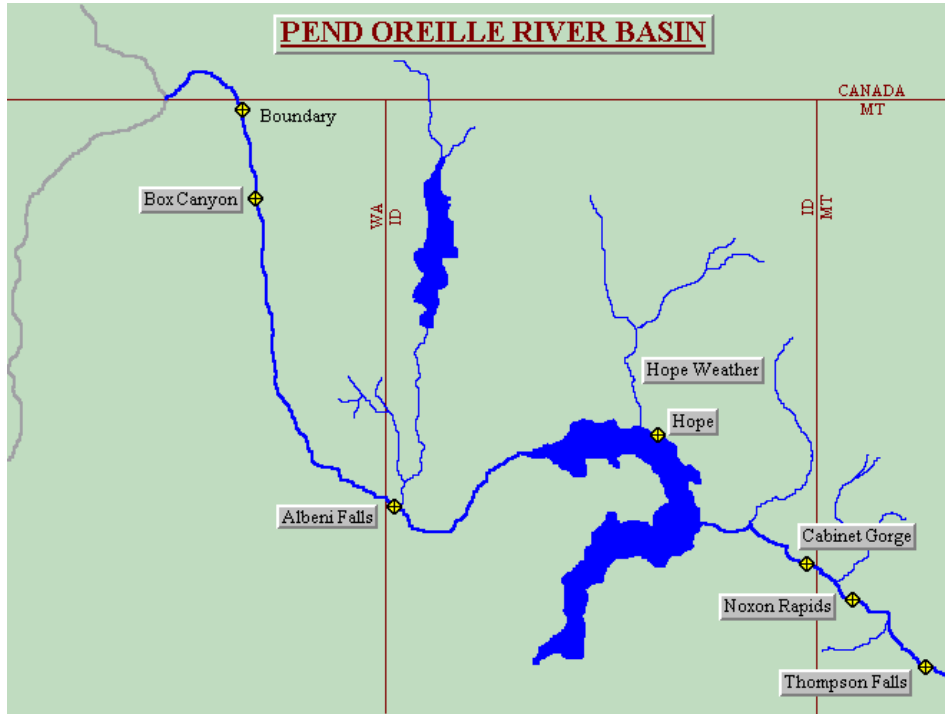 PEND OREILLE RIVER BASIN
CANADA
MT
Boundary
Box Canyon
WA
ID
ID
MT
Hope Weather
Hope
Albeni Falls
Cabinet Gorge
Noxon Rapids
Thompson Falls